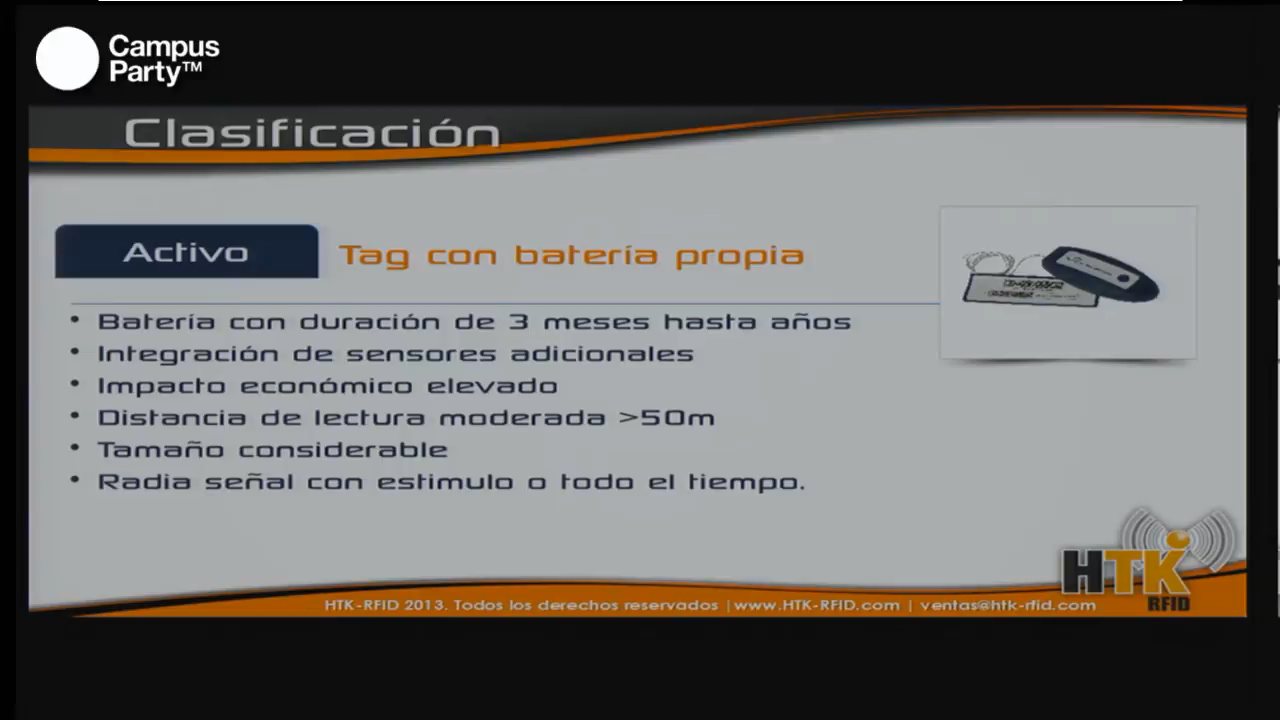 Campus
Party™
Clasificación
Activo
Tag con batería propia
• Batería con duración de 3 meses hasta años
• Integración de sensores adicionales
• Impacto económico elevado
• Distancia de lectura moderada >50m
• Tamaño considerable
• Radia señal con estimulo o todo el tiempo.
HTK
RFID
HTK-RFID 2013. Todos los derechos reservados | www.HTK-RFID.com | ventas@htk-rfid.com